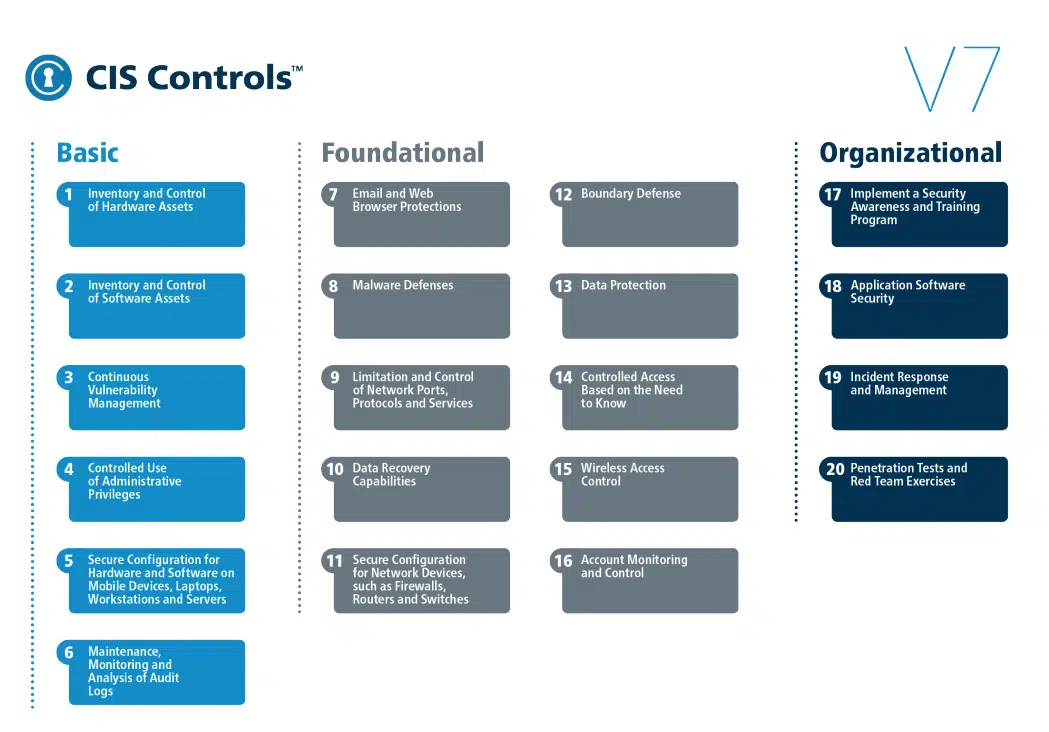 CIS Controls™
V7
Basic
1
Inventory and Control
of Hardware Assets
2
Inventory and Control
of Software Assets
3
Continuous
Vulnerability
Management
4
Controlled Use
of Administrative
Privileges
5
Secure Configuration for
Hardware and Software on
Mobile Devices, Laptops,
Workstations and Servers
6
Maintenance,
Monitoring and
Analysis of Audit
Logs
Foundational
7
Email and Web
Browser Protections
8
Malware Defenses
9
Limitation and Control
of Network Ports,
Protocols and Services
10
Data Recovery
Capabilities
11
Secure Configuration
for Network Devices,
such as Firewalls,
Routers and Switches
12
Boundary Defense
13
Data Protection
14
Controlled Access
Based on the Need
to Know
15
Wireless Access
Control
16
Account Monitoring
and Control
Organizational
17
Implement a Security
Awareness and Training
Program
18
Application Software
Security
19
Incident Response
and Management
20
Penetration Tests and
Red Team Exercises